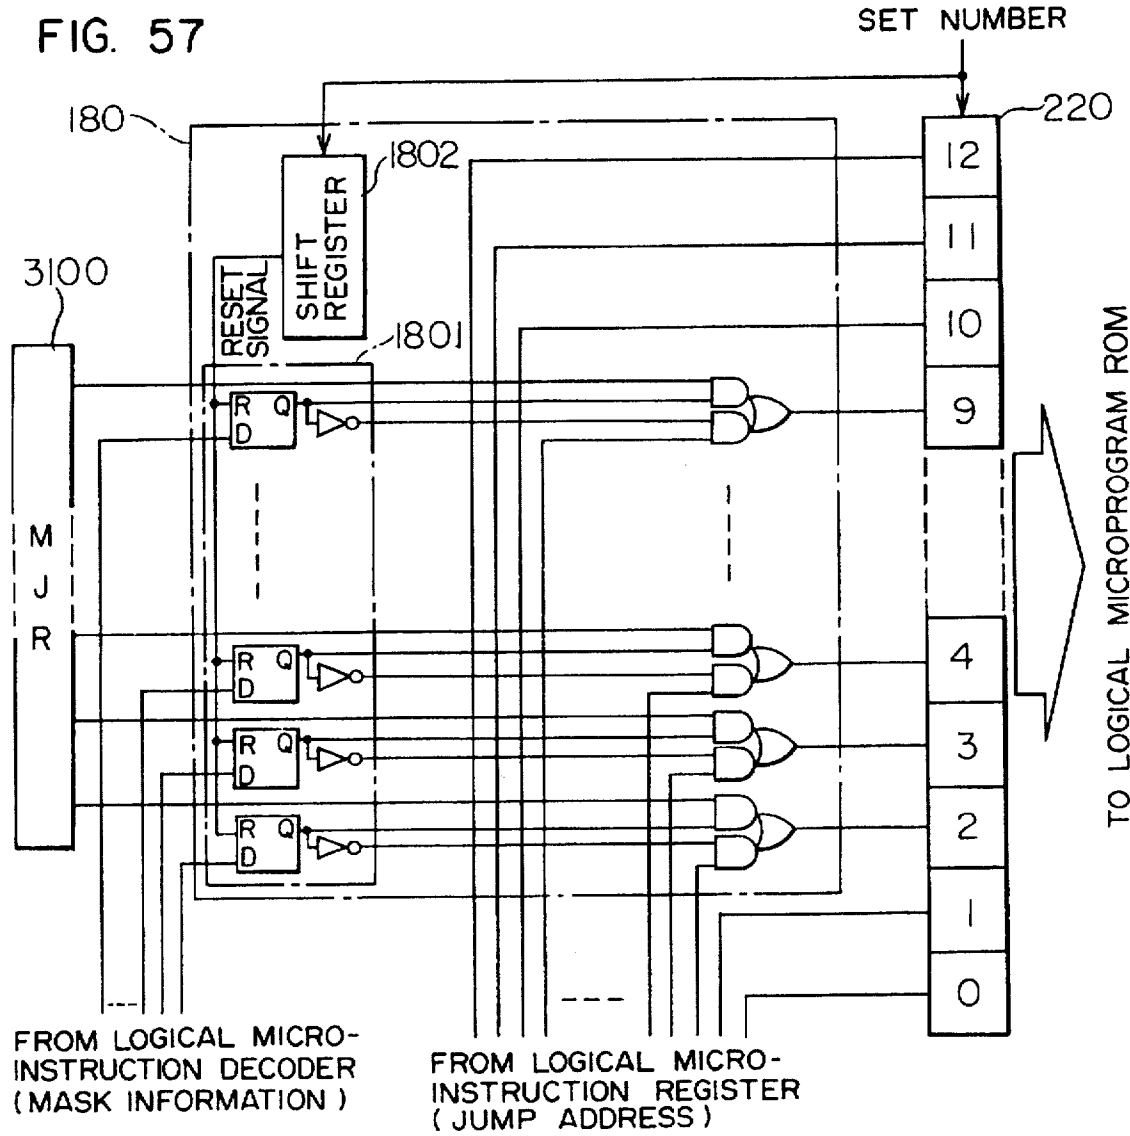 FIG. 57
SET NUMBER
180
1802
220
SHIFT REGISTER
RESET SIGNAL
3100
1801
MJR
R Q
D
R Q
D
R Q
D
R Q
D
12
11
10
9
4
3
2
1
0
TO LOGICAL MICROPROGRAM ROM
FROM LOGICAL MICRO-
INSTRUCTION DECODER
(MASK INFORMATION)
FROM LOGICAL MICRO-
INSTRUCTION REGISTER
(JUMP ADDRESS)